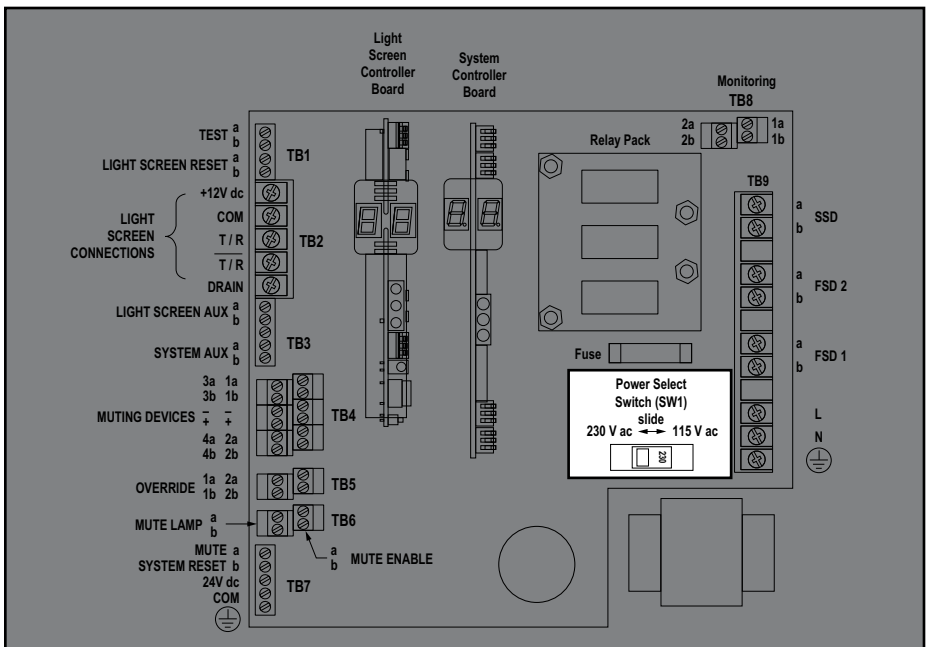 Light
Screen
Controller
Board
System
Controller
Board
Monitoring
TB8
2a
2b
1a
1b
Relay Pack
TEST a
b
LIGHT SCREEN RESET a
b
TB1
+12V dc
COM
T / R
T / R
DRAIN
LIGHT
SCREEN
CONNECTIONS
TB2
LIGHT SCREEN AUX a
b
SYSTEM AUX a
b
TB3
3a 1a
3b 1b
MUTING DEVICES – –
+ +
4a 2a
4b 2b
TB4
OVERRIDE 1a 2a
1b 2b
TB5
MUTE LAMP a
b
TB6
a
b MUTE ENABLE
MUTE a
SYSTEM RESET b
24V dc
COM
TB7
TB9
a
b
SSD
a
b
FSD 2
a
b
FSD 1
L
N
Fuse
Power Select
Switch (SW1)
slide
230 V ac 115 V ac
230